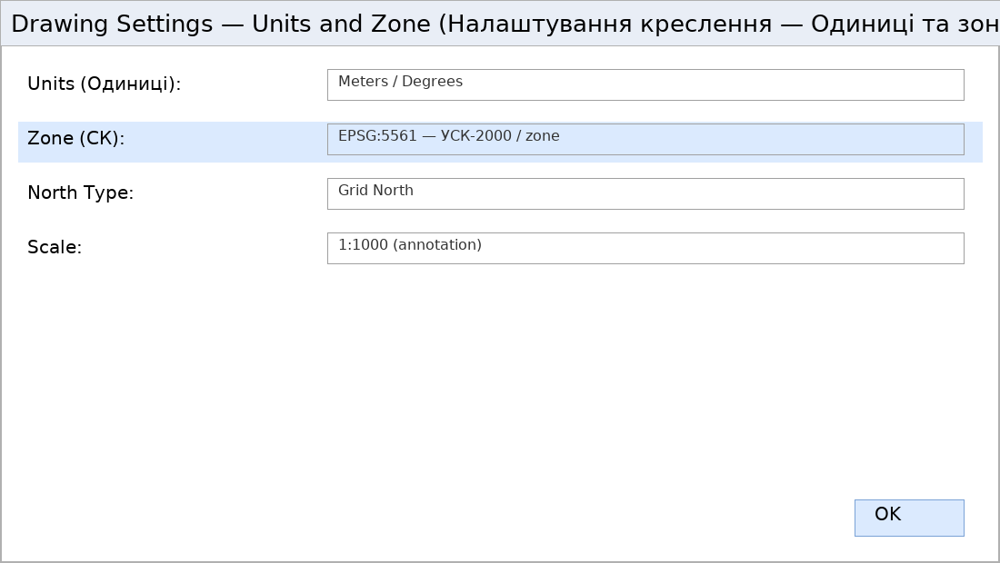 Drawing Settings — Units and Zone (Налаштування креслення — Одиниці та зон
Units (Одиниці): Meters / Degrees
Zone (СК): EPSG:5561 — УСК-2000 / zone
North Type: Grid North
Scale: 1:1000 (annotation)
OK